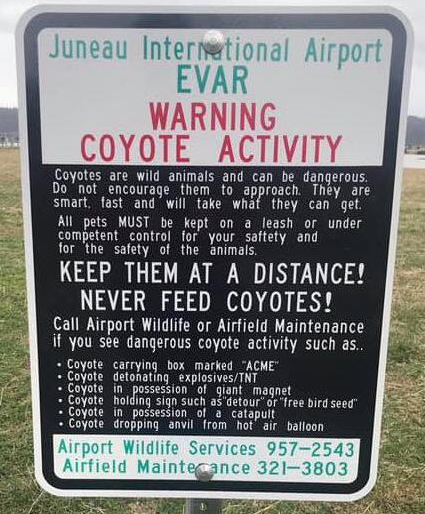 Juneau International Airport
EVAR
WARNING
COYOTE ACTIVITY
Coyotes are wild animals and can be dangerous.
Do not encourage them to approach. They are
smart, fast and will take what they can get.
All pets MUST be kept on a leash or under
competent control for your saftety and
for the safety of the animals.
KEEP THEM AT A DISTANCE!
NEVER FEED COYOTES!
Call Airport Wildlife or Airfield Maintenance
if you see dangerous coyote activity such as..
• Coyote carrying box marked "ACME"
• Coyote detonating explosives/TNT
• Coyote in possession of giant magnet
• Coyote holding sign such as"detour"or"free bird seed"
• Coyote in possession of a catapult
• Coyote dropping anvil from hot air balloon
Airport Wildlife Services 957-2543
Airfield Maintenance 321-3803